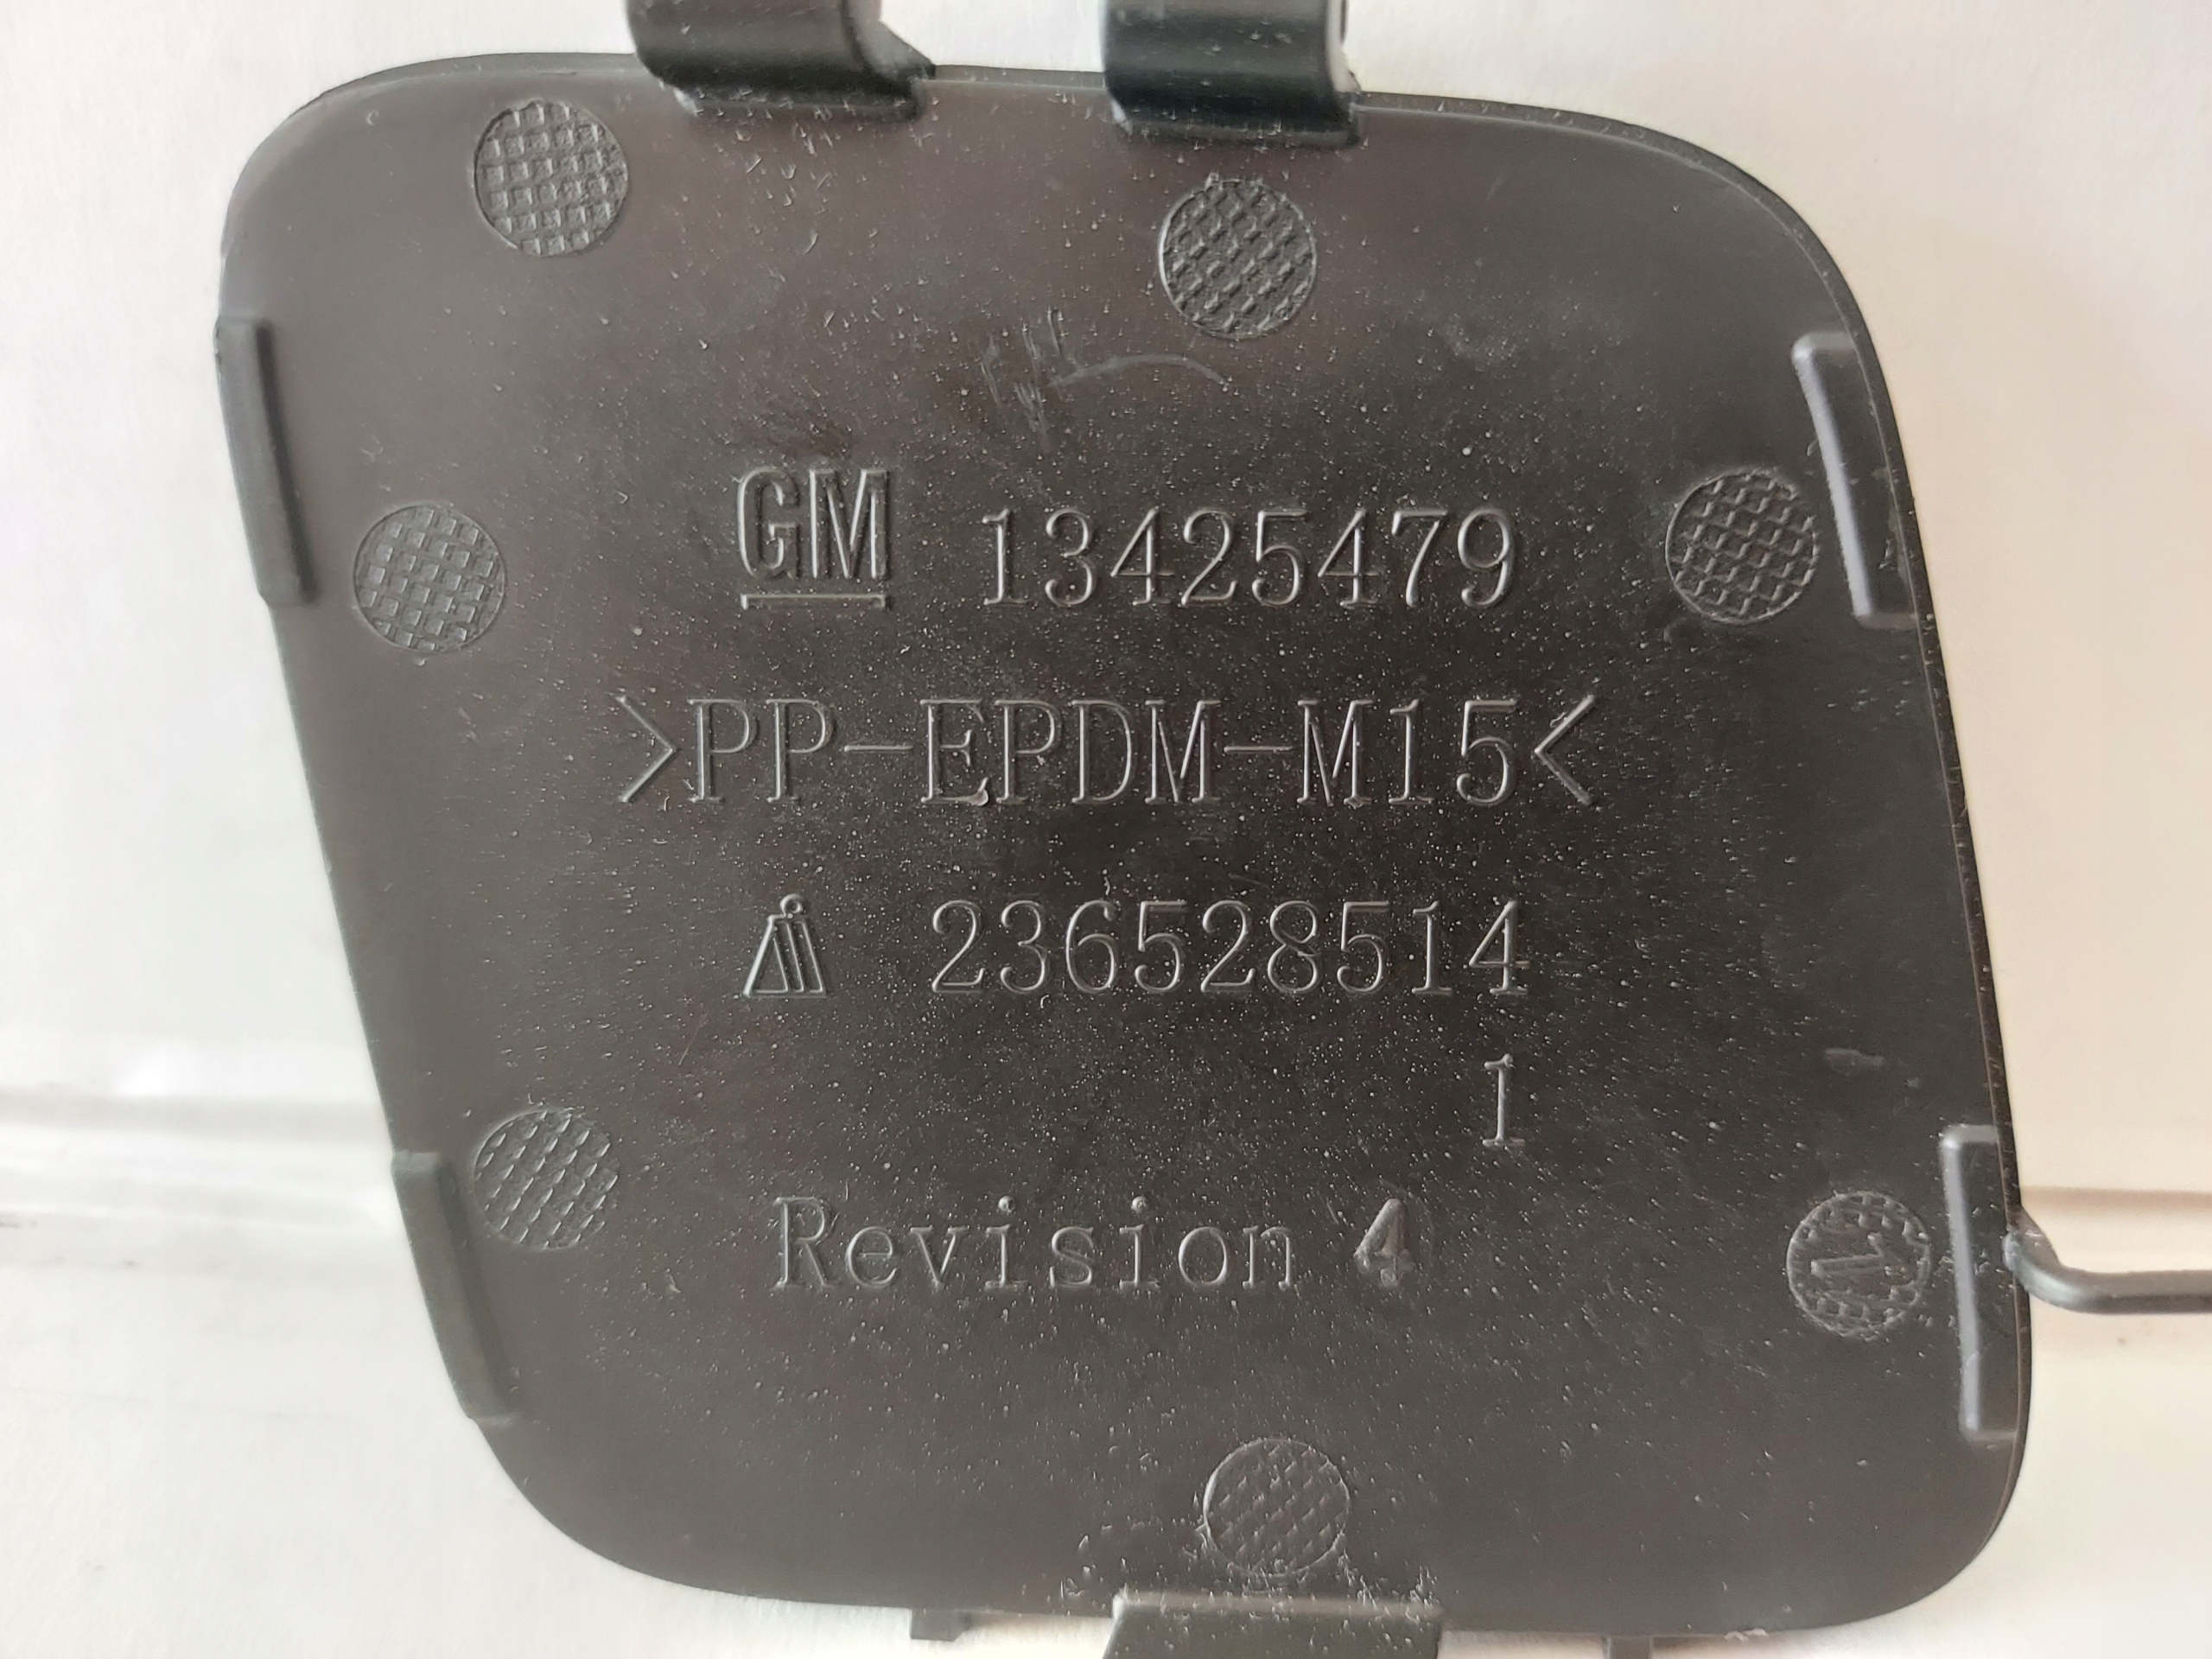 GM 13425479
>PP-EPDM-M15<
236528514
1
Revision 4